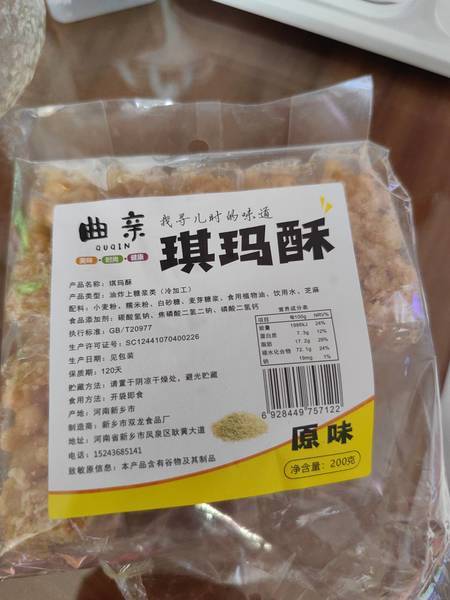 曲亲
QUQIN
美味·时尚·健康
我寻儿时的味道
琪玛酥
产品名称：琪玛酥
产品类型：油炸上糖浆类（冷加工）
配料：小麦粉、糯米粉、白砂糖、麦芽糖浆、食用植物油、饮用水、芝麻
食品添加剂：碳酸氢钠、焦磷酸二氢二钠、磷酸二氢钙
执行标准：GB/T20977
生产许可证号：SC12441070400226
生产日期：见包装
保质期：120天
贮藏方法：请置于阴凉干燥处，避光贮藏
食用方法：开袋即食
产地：河南新乡市
制造商：新乡市双龙食品厂
地址：河南省新乡市凤泉区耿黄大道
电话：15243685141
致敏原信息：本产品含有谷物及其制品
营养成分表
项目 每100g NRV%
能量 1988KJ 24%
蛋白质 7.3g 12%
脂肪 17.2g 29%
碳水化合物 72.1g 24%
钠 19mg 1%
6 928449 757122
原味
净含量：200克